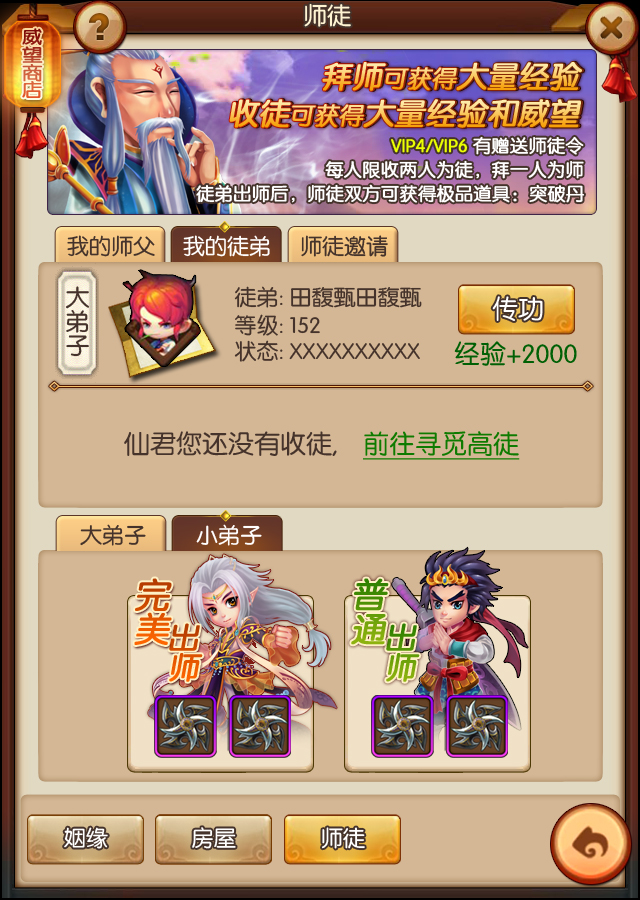 师徒
?
威望商店
拜师可获得大量经验
收徒可获得大量经验和威望
VIP4/VIP6 有赠送师徒令
每人限收两人为徒，拜一人为师
徒弟出师后，师徒双方可获得极品道具：突破丹
我的师父 我的徒弟 师徒邀请
大弟子
徒弟: 田馥甄田馥甄
等级: 152
状态: XXXXXXXXXX
传功
经验+2000
仙君您还没有收徒, 前往寻觅高徒
大弟子 小弟子
完美出师
普通出师
姻缘 房屋 师徒